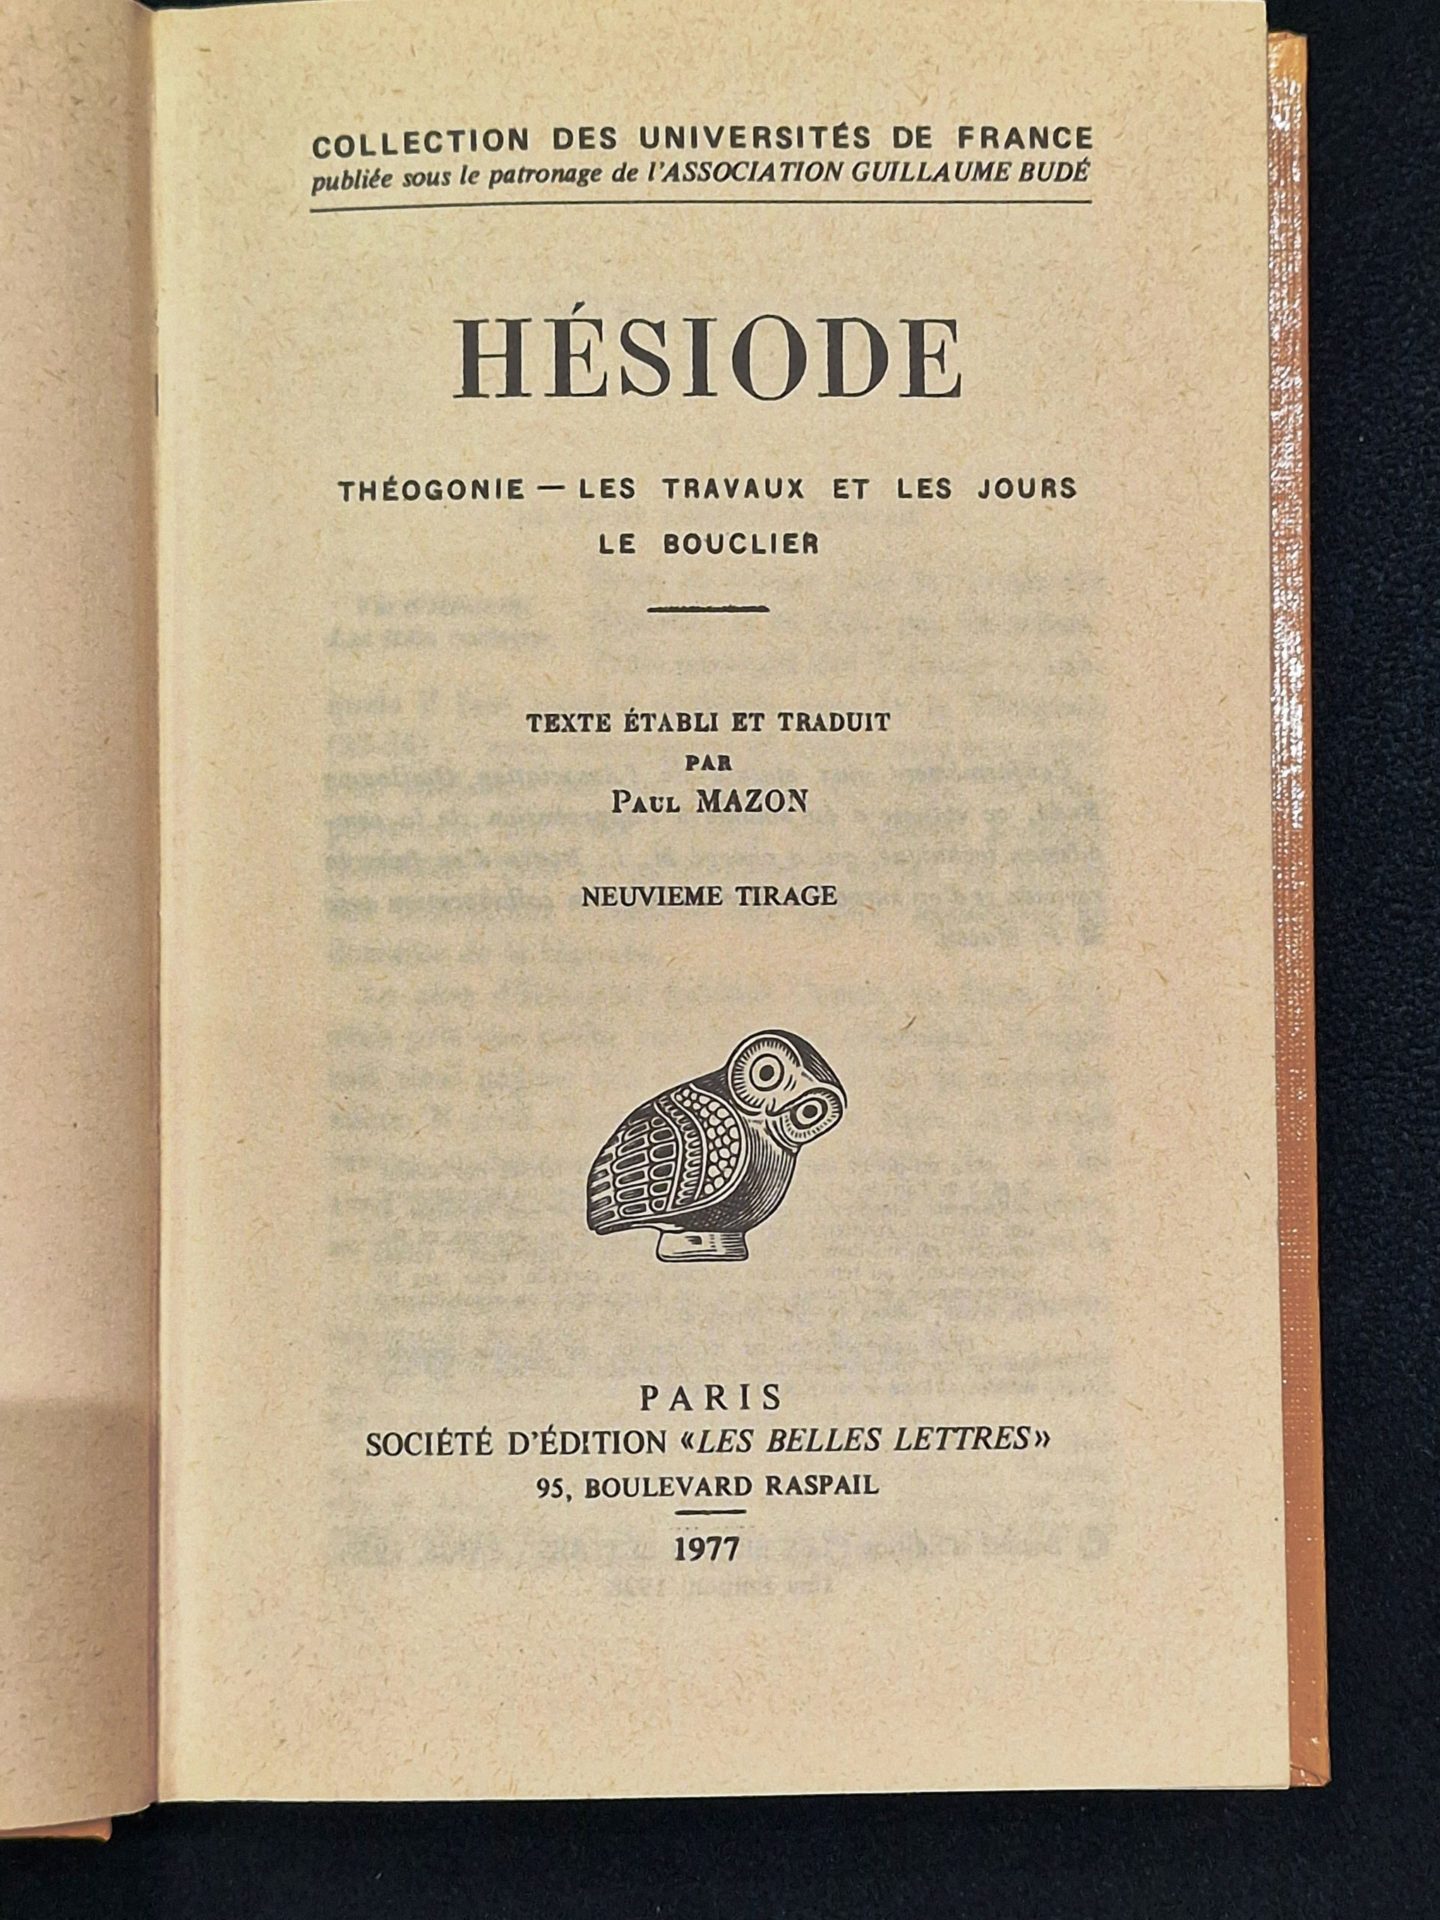 COLLECTION DES UNIVERSITÉS DE FRANCE
publiée sous le patronage de l'ASSOCIATION GUILLAUME BUDÉ
HÉSIODE
THÉOGONIE — LES TRAVAUX ET LES JOURS
LE BOUCLIER
TEXTE ÉTABLI ET TRADUIT
PAR
PAUL MAZON
NEUVIEME TIRAGE
PARIS
SOCIÉTÉ D'ÉDITION «LES BELLES LETTRES»
95, BOULEVARD RASPAIL
1977